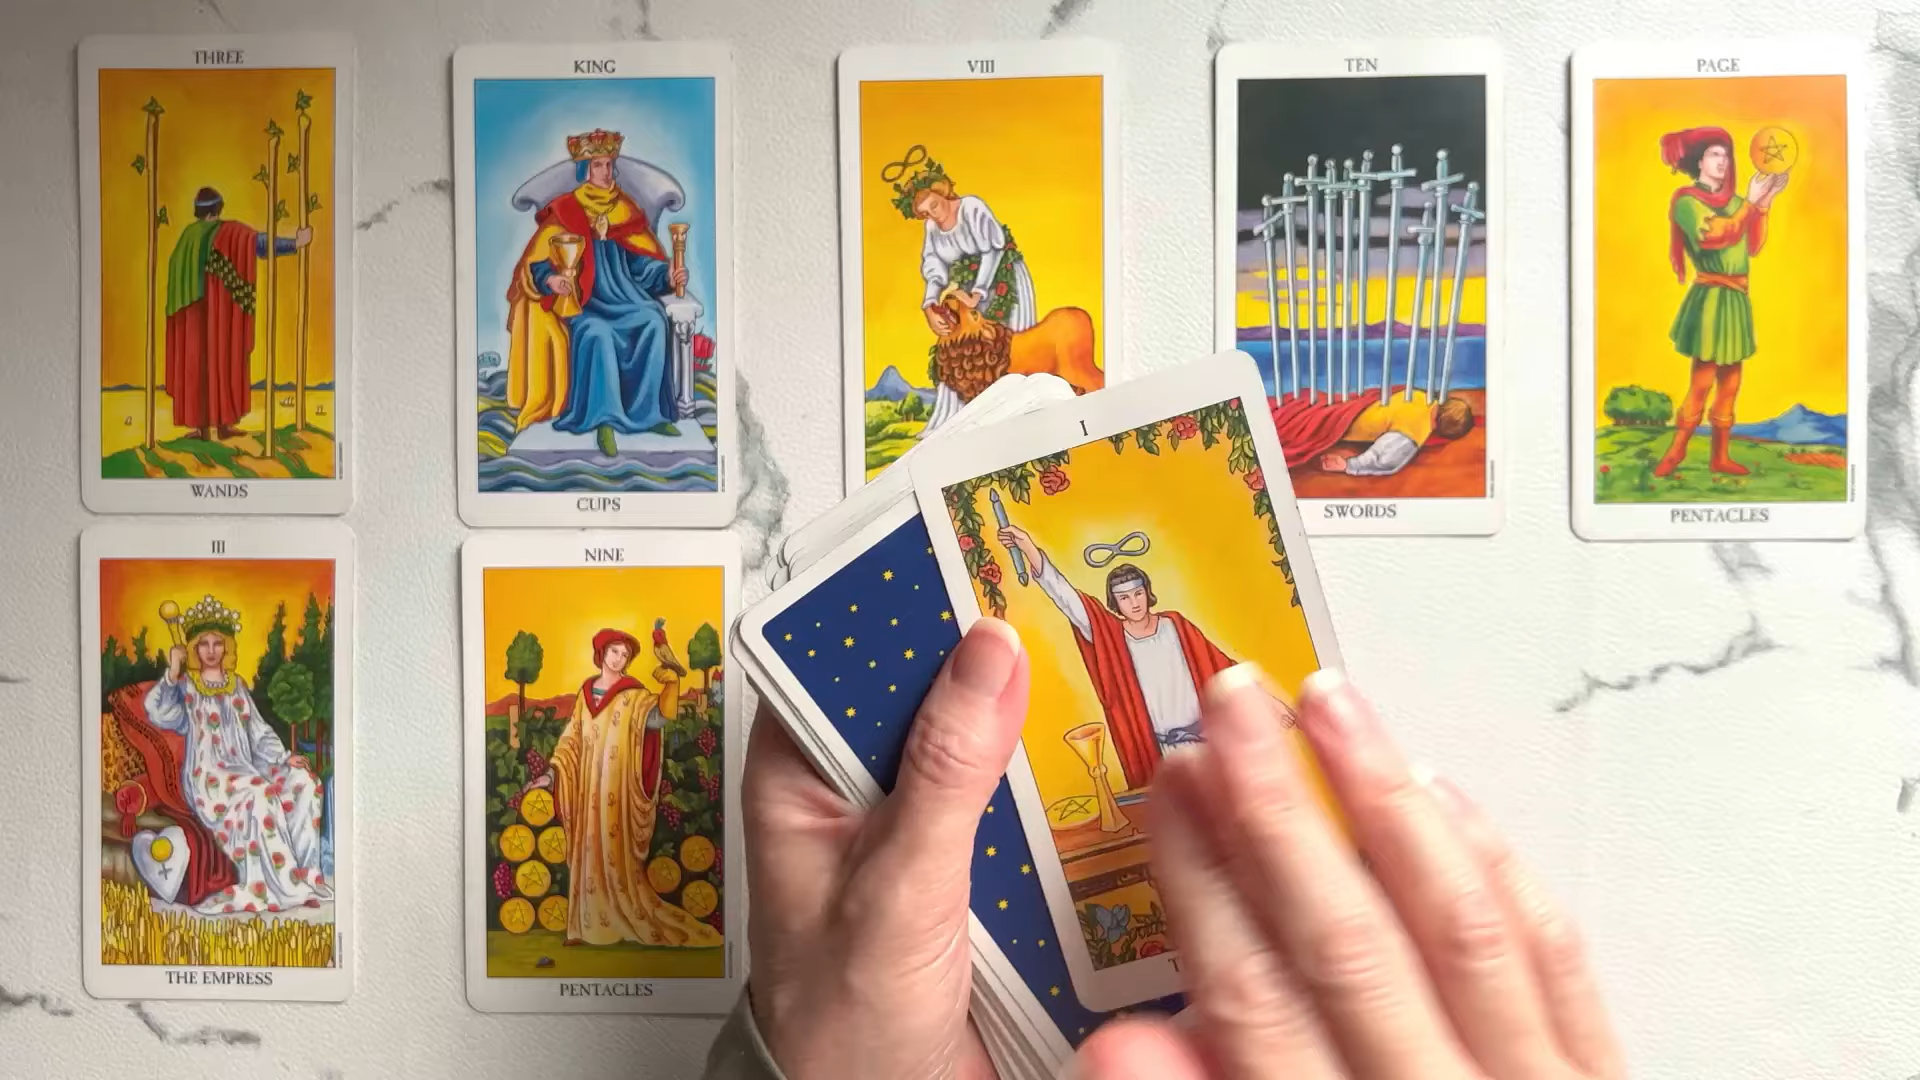 THREE
WANDS
KING
CUPS
VIII
TEN
SWORDS
PAGE
PENTACLES
III
THE EMPRESS
NINE
PENTACLES
I